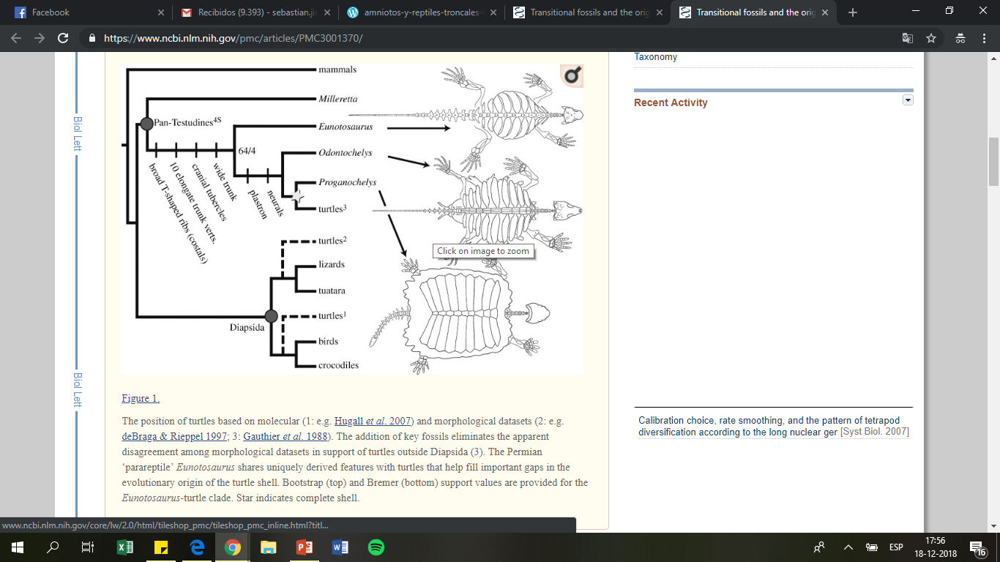 Facebook
Recibidos (9.393) - sebastian.ji
amniotos-y-reptiles-troncales-
Transitional fossils and the orig
Transitional fossils and the orig
https://www.ncbi.nlm.nih.gov/pmc/articles/PMC3001370/
Taxonomy
Recent Activity
Biol Lett
Biol Lett
mammals
Milleretta
Pan-Testudines4S
Eunotosaurus
64/4
Odontochelys
Proganochelys
turtles3
broad T-shaped ribs (costals)
10 elongate trunk verts.
cranial tubercles
wide trunk
plastron
neurals
turtles2
Click on image to zoom
lizards
tuatara
turtles1
Diapsida
birds
crocodiles
Figure 1.
The position of turtles based on molecular (1: e.g. Hugall et al. 2007) and morphological datasets (2: e.g.
deBraga & Rieppel 1997; 3: Gauthier et al. 1988). The addition of key fossils eliminates the apparent
disagreement among morphological datasets in support of turtles outside Diapsida (3). The Permian
‘parareptile’ Eunotosaurus shares uniquely derived features with turtles that help fill important gaps in the
evolutionary origin of the turtle shell. Bootstrap (top) and Bremer (bottom) support values are provided for the
Eunotosaurus-turtle clade. Star indicates complete shell.
Calibration choice, rate smoothing, and the pattern of tetrapod
diversification according to the long nuclear ger [Syst Biol. 2007]
www.ncbi.nlm.nih.gov/core/lw/2.0/html/tileshop_pmc/tileshop_pmc_inline.html?titl...
ESP
17:56
18-12-2018
16